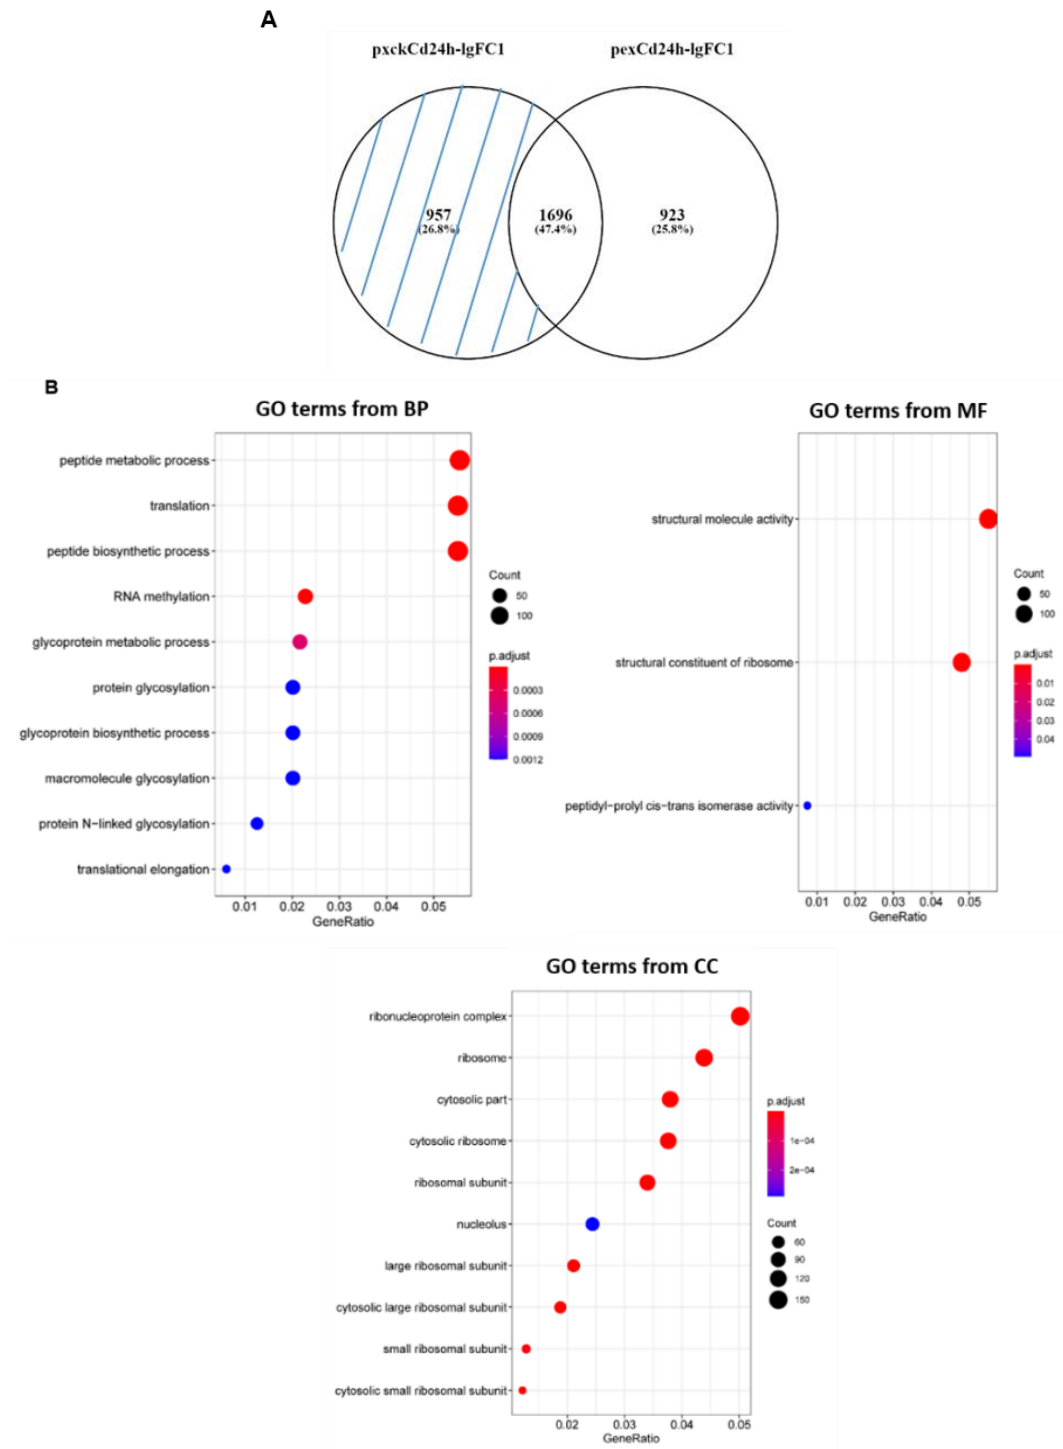 A
pxckCd24h-lgFC1
pexCd24h-lgFC1
957
(26.8%)
1696
(47.4%)
923
(25.8%)
B
GO terms from BP
peptide metabolic process
translation
peptide biosynthetic process
RNA methylation
glycoprotein metabolic process
protein glycosylation
glycoprotein biosynthetic process
macromolecule glycosylation
protein N-linked glycosylation
translational elongation
0.01 0.02 0.03 0.04 0.05
GeneRatio
Count
50
100
p.adjust
0.0003
0.0006
0.0009
0.0012
GO terms from MF
structural molecule activity
structural constituent of ribosome
peptidyl-prolyl cis-trans isomerase activity
0.01 0.02 0.03 0.04 0.05
GeneRatio
Count
50
100
p.adjust
0.01
0.02
0.03
0.04
GO terms from CC
ribonucleoprotein complex
ribosome
cytosolic part
cytosolic ribosome
ribosomal subunit
nucleolus
large ribosomal subunit
cytosolic large ribosomal subunit
small ribosomal subunit
cytosolic small ribosomal subunit
0.02 0.03 0.04 0.05
GeneRatio
p.adjust
1e-04
2e-04
Count
60
90
120
150